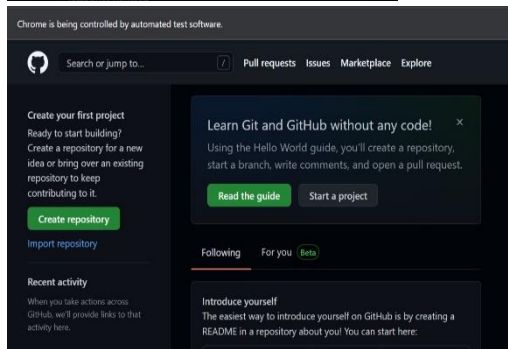 Chrome is being controlled by automated test software.
Search or jump to... / Pull requests Issues Marketplace Explore
Create your first project
Ready to start building?
Create a repository for a new
idea or bring over an existing
repository to keep
contributing to it.
Create repository
Import repository
Recent activity
When you take actions across
GitHub, we'll provide links to that
activity here.
Learn Git and GitHub without any code! ×
Using the Hello World guide, you'll create a repository,
start a branch, write comments, and open a pull request.
Read the guide Start a project
Following For you Beta
Introduce yourself
The easiest way to introduce yourself on GitHub is by creating a
README in a repository about you! You can start here: